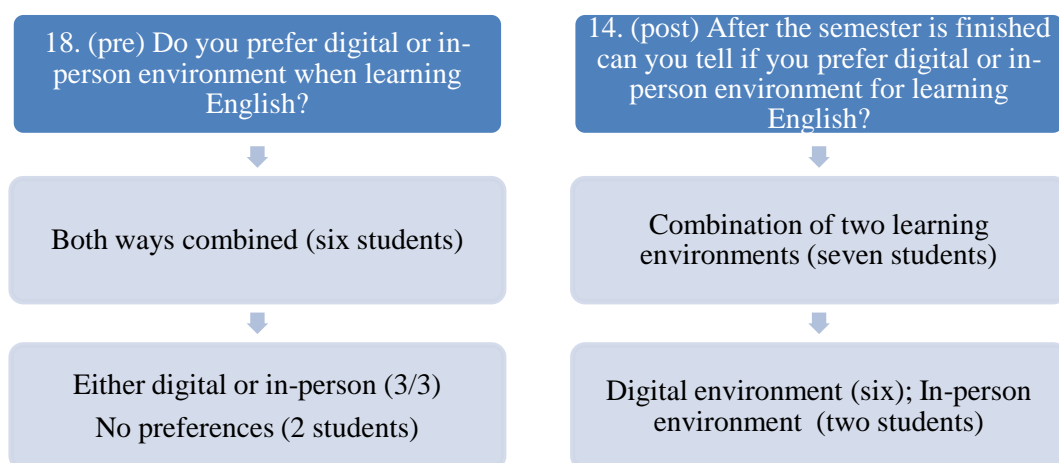 18. (pre) Do you prefer digital or in-
person environment when learning
English?
Both ways combined (six students)
Either digital or in-person (3/3)
No preferences (2 students)
14. (post) After the semester is finished
can you tell if you prefer digital or in-
person environment for learning
English?
Combination of two learning
environments (seven students)
Digital environment (six); In-person
environment  (two students)